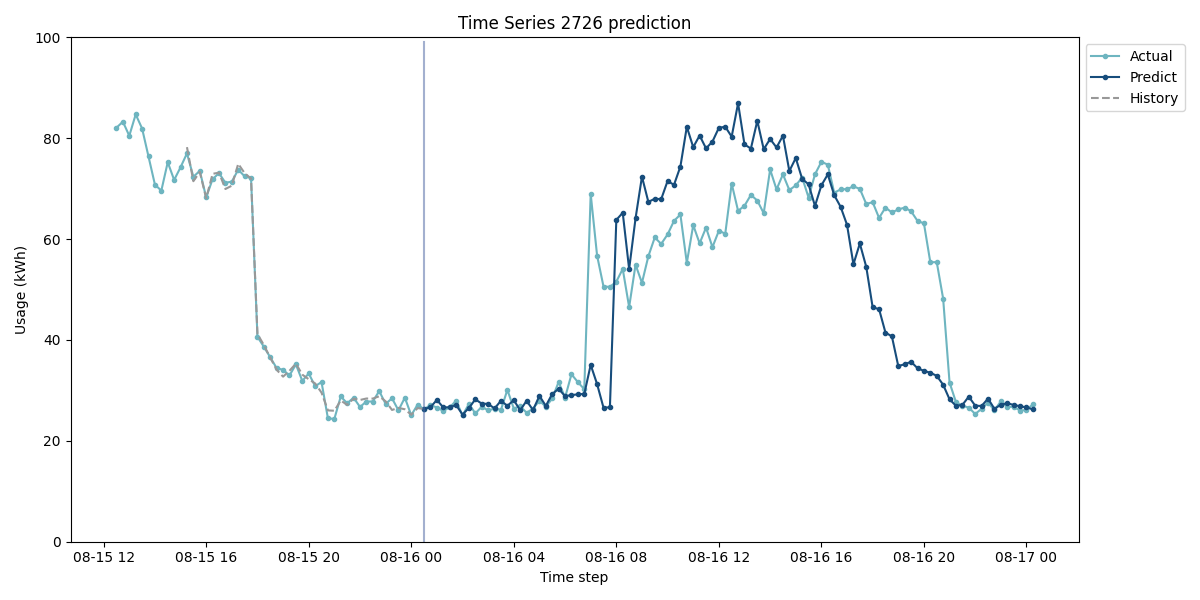 Time Series 2726 prediction
Usage (kWh)
100
80
60
40
20
0
08-15 12
08-15 16
08-15 20
08-16 00
08-16 04
08-16 08
08-16 12
08-16 16
08-16 20
08-17 00
Time step
Actual
Predict
History